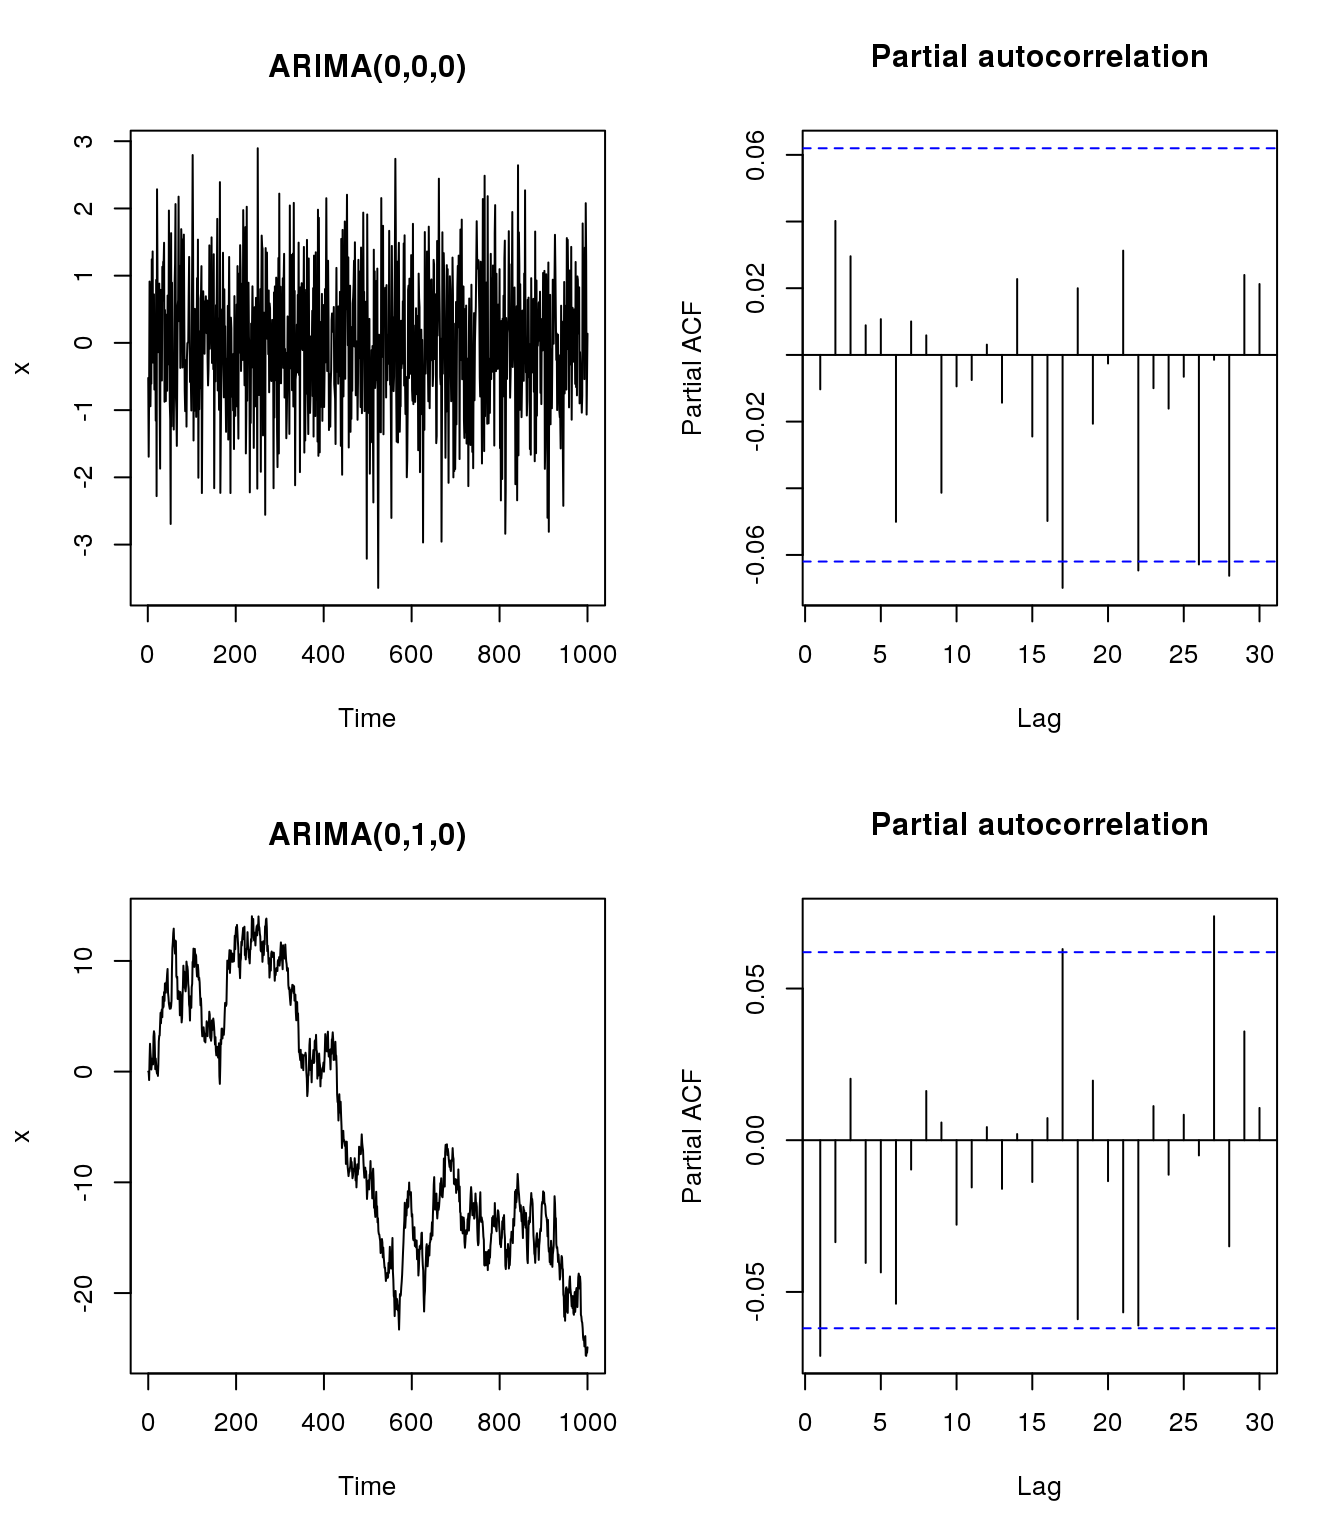 ARIMA(0,0,0)
x
3
2
1
0
-1
-2
-3
0 200 400 600 800 1000
Time
Partial autocorrelation
Partial ACF
0.06
0.02
-0.02
-0.06
0 5 10 15 20 25 30
Lag
ARIMA(0,1,0)
x
10
0
-10
-20
0 200 400 600 800 1000
Time
Partial autocorrelation
Partial ACF
0.05
0.00
-0.05
0 5 10 15 20 25 30
Lag